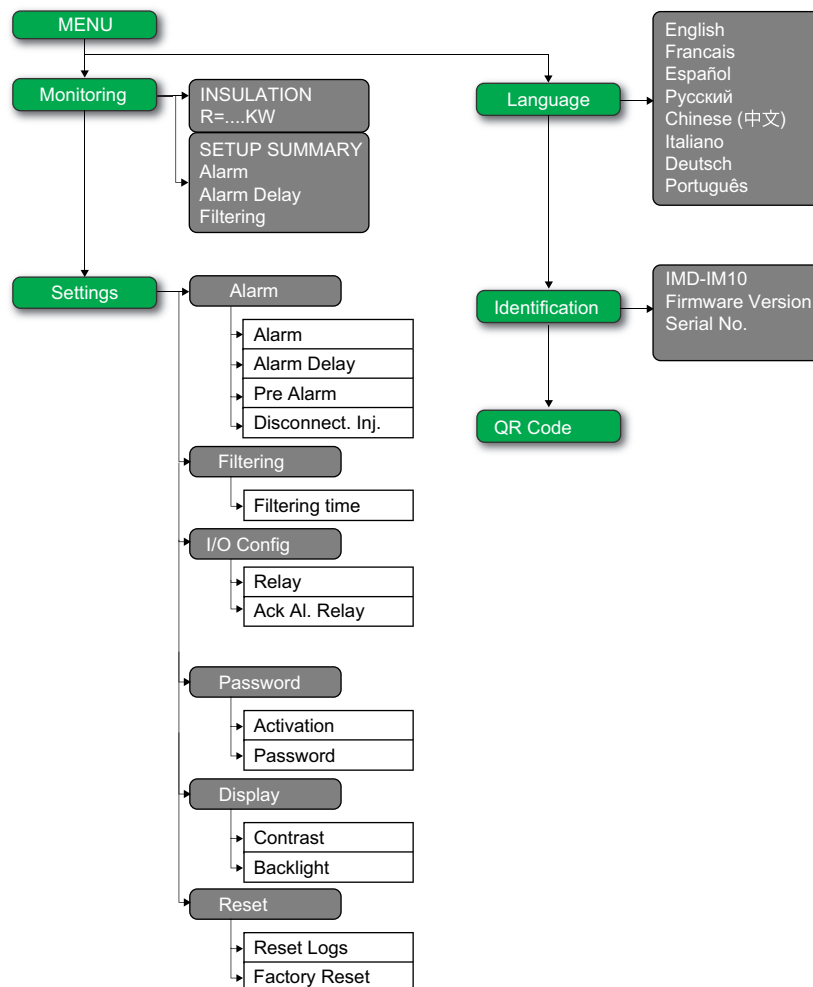 MENU
Monitoring
INSULATION
R=....KW
SETUP SUMMARY
Alarm
Alarm Delay
Filtering
Settings
Alarm
Alarm
Alarm Delay
Pre Alarm
Disconnect. Inj.
Filtering
Filtering time
I/O Config
Relay
Ack Al. Relay
Password
Activation
Password
Display
Contrast
Backlight
Reset
Reset Logs
Factory Reset
Language
English
Francais
Español
Русский
Chinese (中文)
Italiano
Deutsch
Português
Identification
IMD-IM10
Firmware Version
Serial No.
QR Code